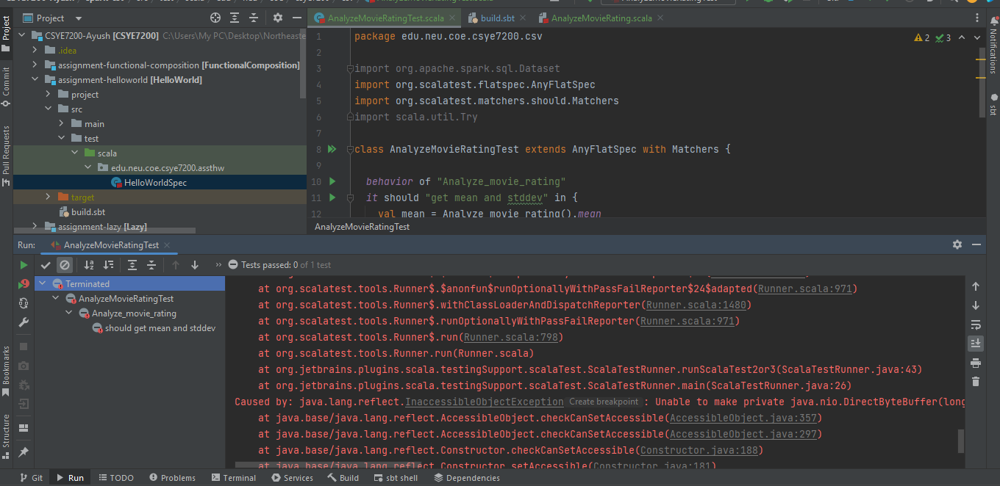 Project
CSYE7200-Ayush [CSYE7200] C:\Users\My PC\Desktop\Northeaste
.idea
assignment-functional-composition [FunctionalComposition]
assignment-helloworld [HelloWorld]
project
src
main
test
scala
edu.neu.coe.csye7200.assthw
HelloWorldSpec
target
build.sbt
assignment-lazy [Lazy]
Project
Commit
Pull Requests
Bookmarks
Structure
AnalyzeMovieRatingTest.scala
build.sbt
AnalyzeMovieRating.scala
2 3
1 package edu.neu.coe.csye7200.csv
2
3 import org.apache.spark.sql.Dataset
4 import org.scalatest.flatspec.AnyFlatSpec
5 import org.scalatest.matchers.should.Matchers
6 import scala.util.Try
7
8 class AnalyzeMovieRatingTest extends AnyFlatSpec with Matchers {
9
10 behavior of "Analyze_movie_rating"
11 it should "get mean and stddev" in {
12 val mean = Analyze_movie_rating().mean
AnalyzeMovieRatingTest
Notifications
sbt
Run: AnalyzeMovieRatingTest
» Tests passed: 0 of 1 test
Terminated
AnalyzeMovieRatingTest
Analyze_movie_rating
should get mean and stddev
at org.scalatest.tools.Runner$.$anonfun$runOptionallyWithPassFailReporter$24$adapted(Runner.scala:971)
at org.scalatest.tools.Runner$.withClassLoaderAndDispatchReporter(Runner.scala:1480)
at org.scalatest.tools.Runner$.runOptionallyWithPassFailReporter(Runner.scala:971)
at org.scalatest.tools.Runner$.run(Runner.scala:798)
at org.scalatest.tools.Runner.run(Runner.scala)
at org.jetbrains.plugins.scala.testingSupport.scalaTest.ScalaTestRunner.runScalaTest2or3(ScalaTestRunner.java:43)
at org.jetbrains.plugins.scala.testingSupport.scalaTest.ScalaTestRunner.main(ScalaTestRunner.java:26)
Caused by: java.lang.reflect.InaccessibleObjectException Create breakpoint : Unable to make private java.nio.DirectByteBuffer(long
at java.base/java.lang.reflect.AccessibleObject.checkCanSetAccessible(AccessibleObject.java:357)
at java.base/java.lang.reflect.AccessibleObject.checkCanSetAccessible(AccessibleObject.java:297)
at java.base/java.lang.reflect.Constructor.checkCanSetAccessible(Constructor.java:188)
at java.base/java.lang.reflect.Constructor.setAccessible(Constructor.java:181)
Git Run TODO Problems Terminal Services Build sbt shell Dependencies